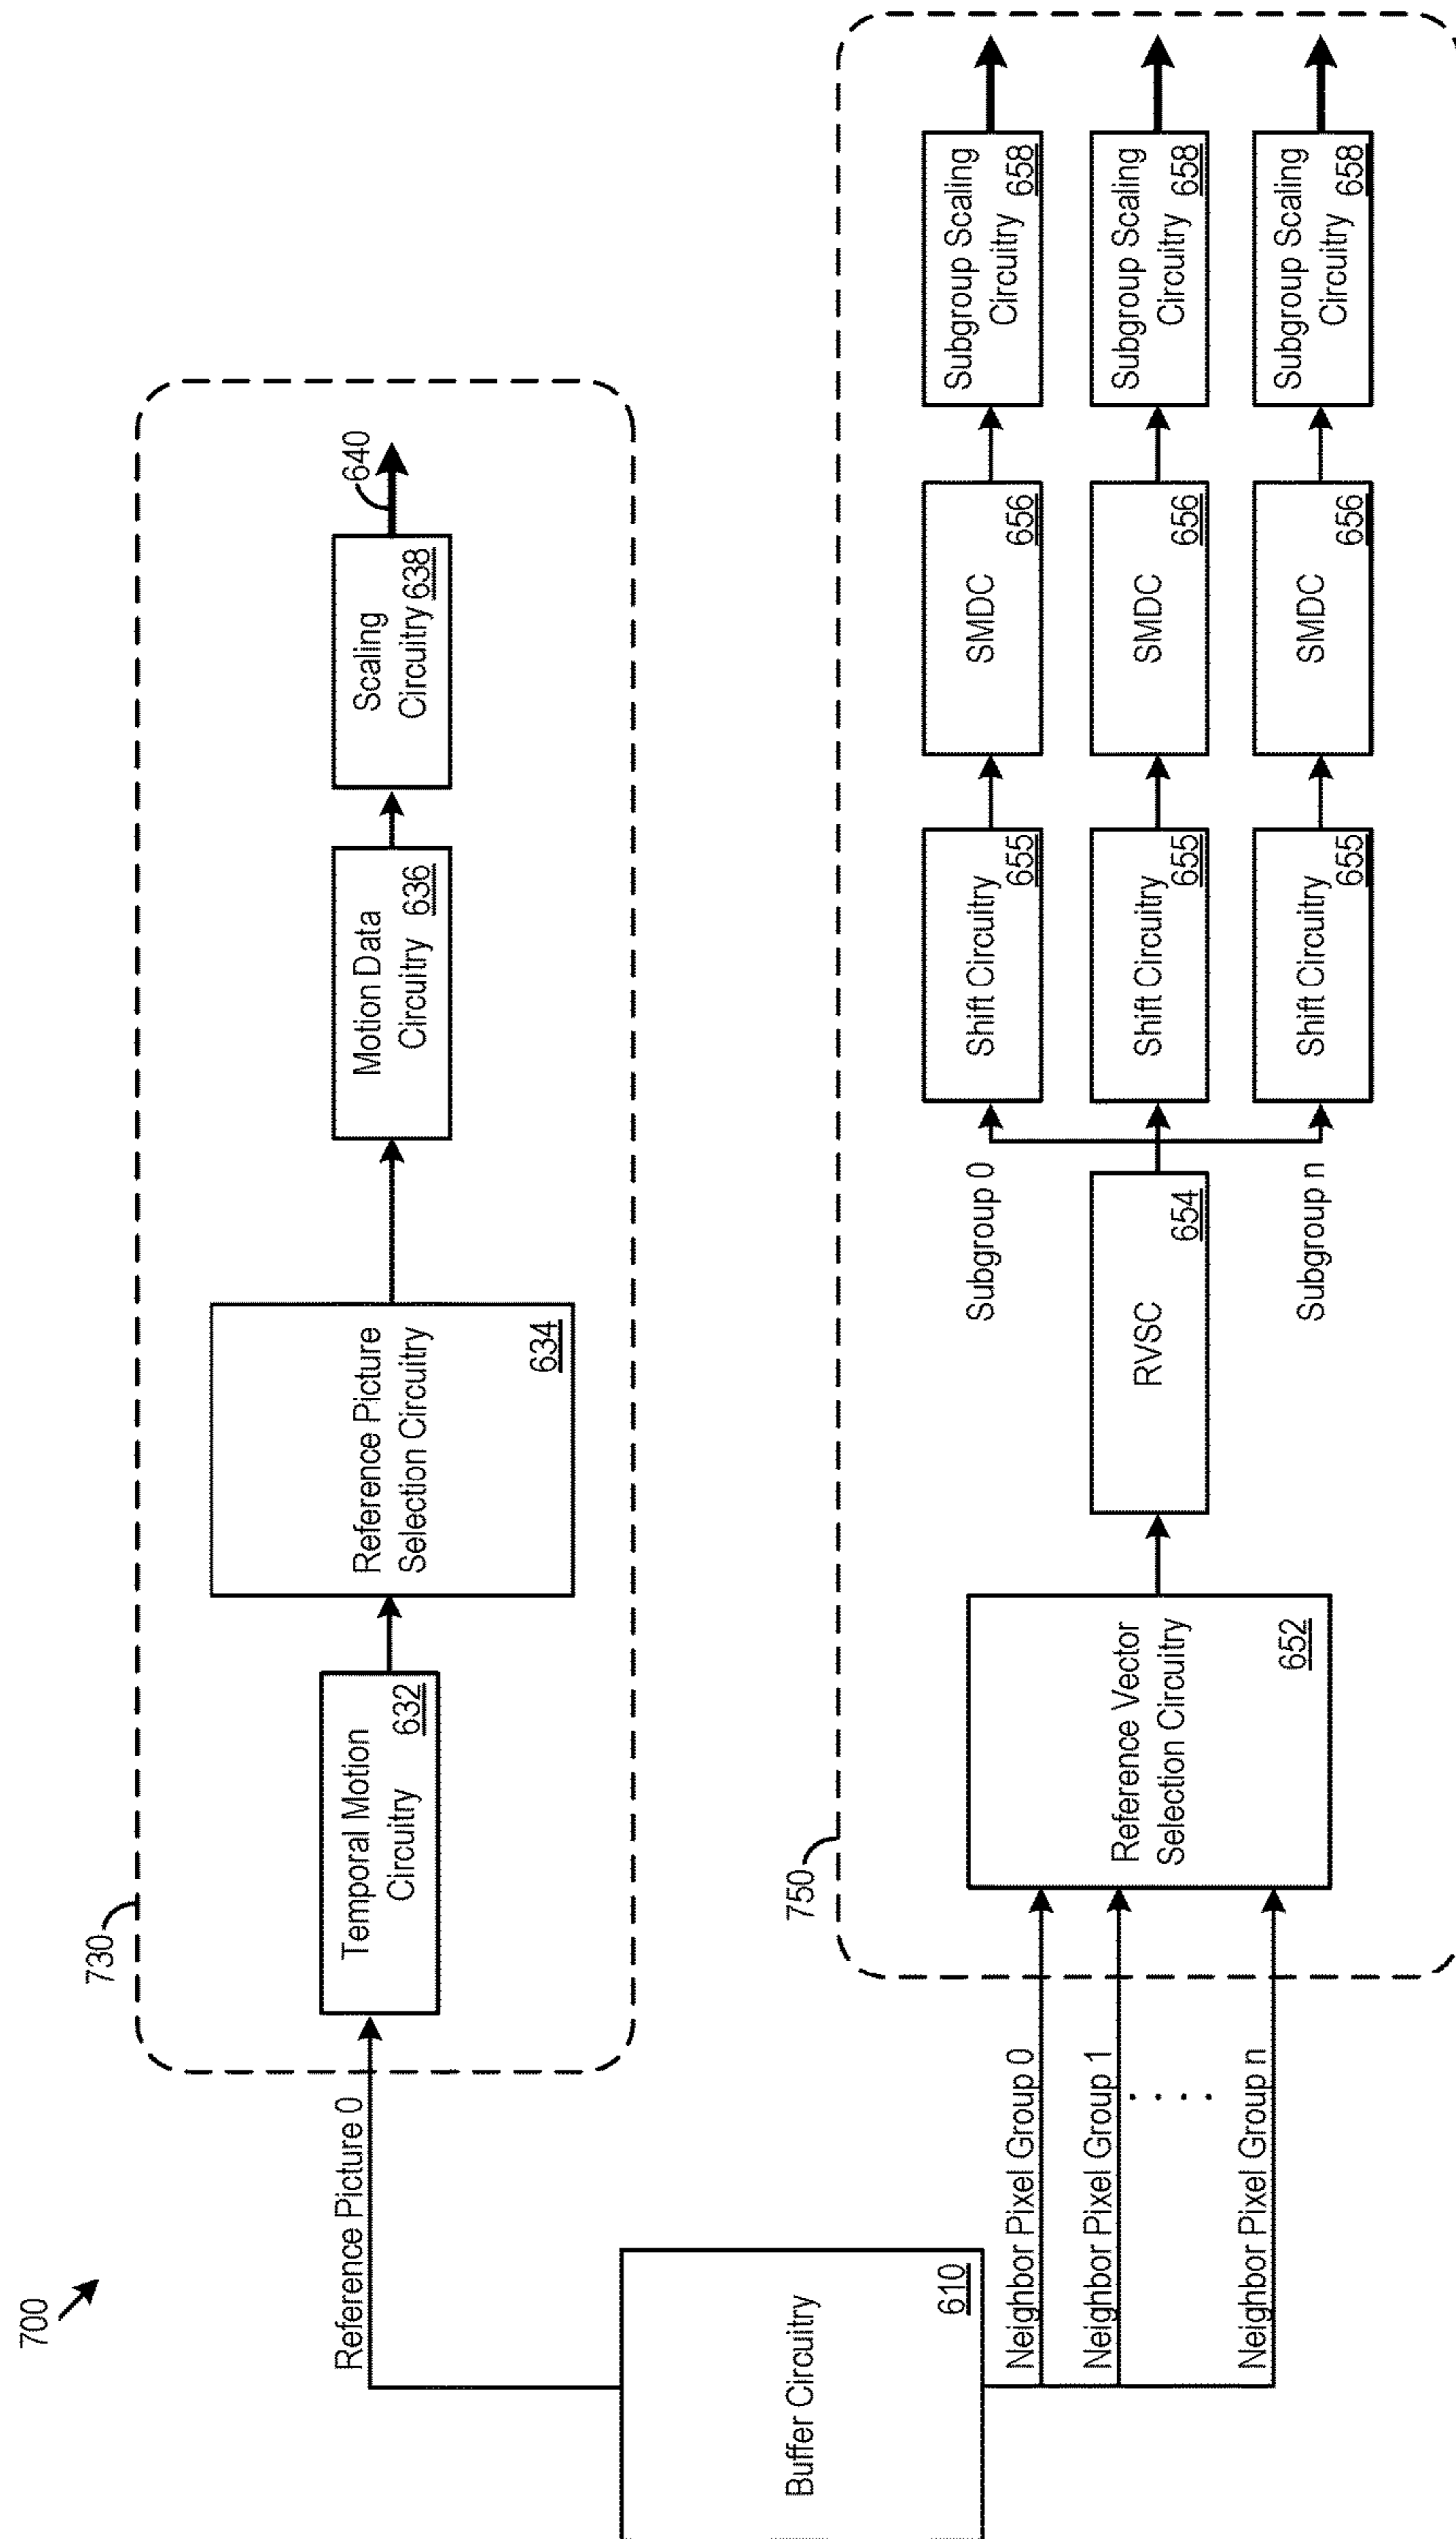 700
Buffer Circuitry
610
Reference Picture 0
730
Temporal Motion
Circuitry
632
Reference Picture
Selection Circuitry
634
Motion Data
Circuitry
636
Scaling
Circuitry
638
640
Neighbor Pixel Group 0
Neighbor Pixel Group 1
. . . .
Neighbor Pixel Group n
750
Reference Vector
Selection Circuitry
652
RVSC
654
Subgroup 0
Subgroup n
Shift Circuitry
655
SMDC
656
Subgroup Scaling
Circuitry
658
Shift Circuitry
655
SMDC
656
Subgroup Scaling
Circuitry
658
Shift Circuitry
655
SMDC
656
Subgroup Scaling
Circuitry
658